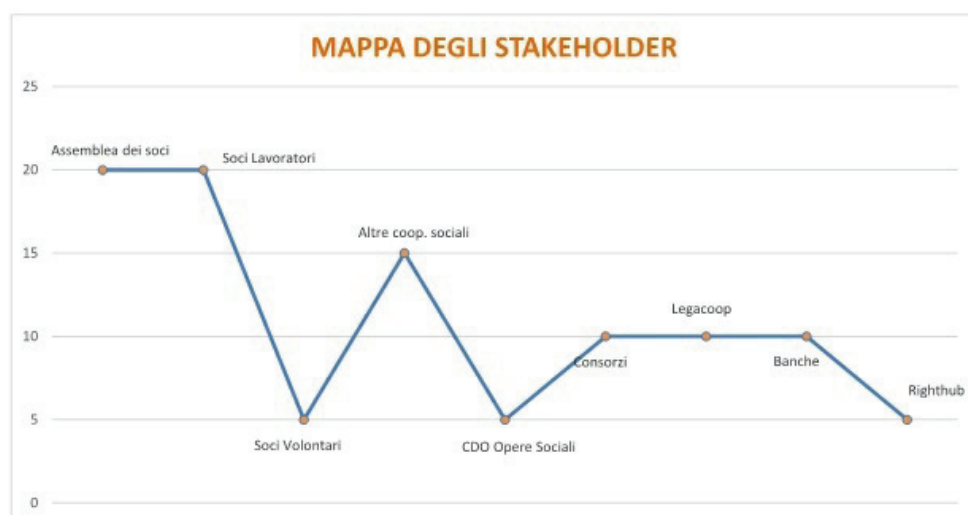 MAPPA DEGLI STAKEHOLDER
25
Assemblea dei soci
Soci Lavoratori
20
Altre coop. sociali
15
Legacoop
10
Consorzi
Banche
Righthub
5
Soci Volontari
CDO Opere Sociali
0